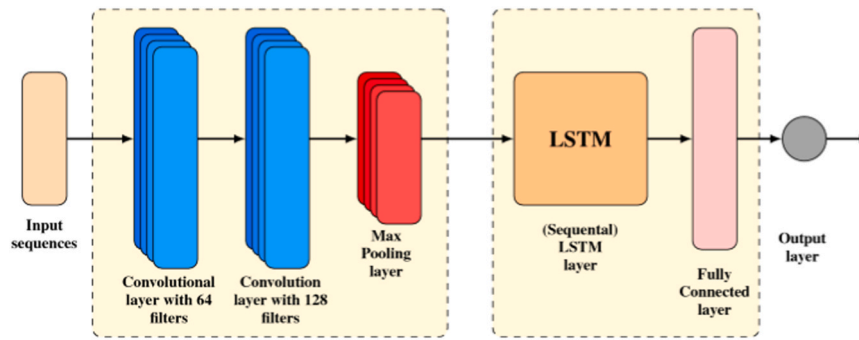 Input
sequences
Convolutional
layer with 64
filters
Convolution
layer with 128
filters
Max
Pooling
layer
LSTM
(Sequental)
LSTM
layer
Fully
Connected
layer
Output
layer